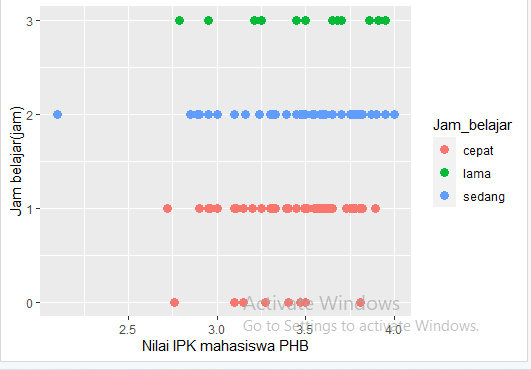 3
2
1
0
Jam belajar(jam)
2.5
3.0
3.5
4.0
Nilai IPK mahasiswa PHB
Jam_belajar
cepat
lama
sedang
Activate Windows
Go to Settings to activate Windows.